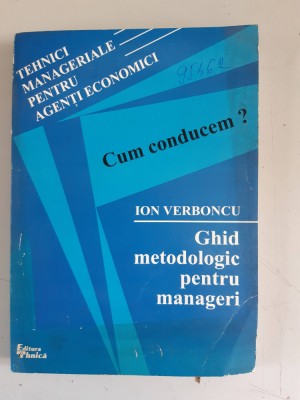 TEHNICI
MANAGERIALE
PENTRU
AGENȚI ECONOMICI
Cum conducem ?
ION VERBONCU
Ghid
metodologic
pentru
manageri
Editura
Tehnică